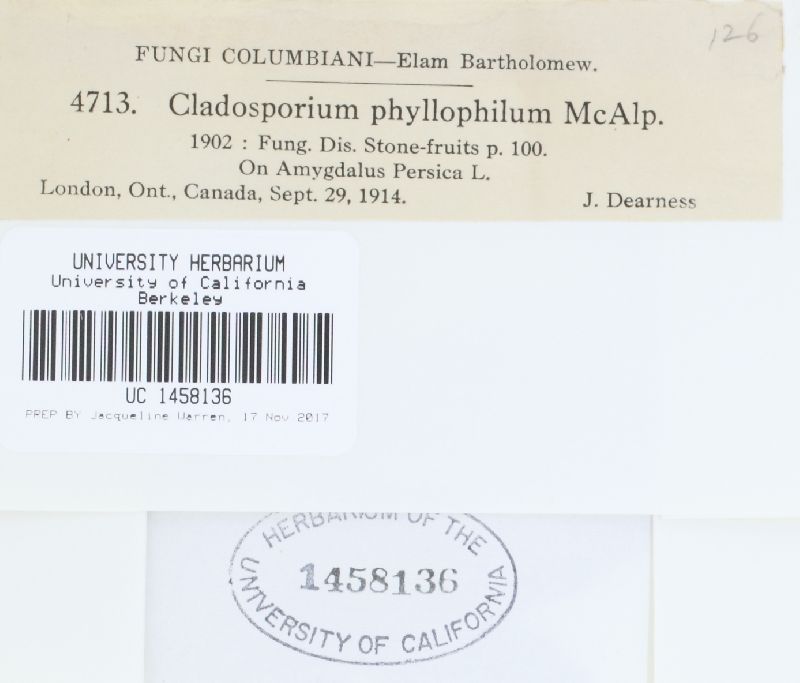 126
FUNGI COLUMBIANI—Elam Bartholomew.
4713. Cladosporium phyllophilum McAlp.
1902 : Fung. Dis. Stone-fruits p. 100.
On Amygdalus Persica L.
London, Ont., Canada, Sept. 29, 1914. J. Dearness
UNIVERSITY HERBARIUM
University of California
Berkeley
UC 1458136
PREP BY Jacqueline Warren, 17 Nov 2017
HERBARIUM OF THE
1458136
UNIVERSITY OF CALIFORNIA